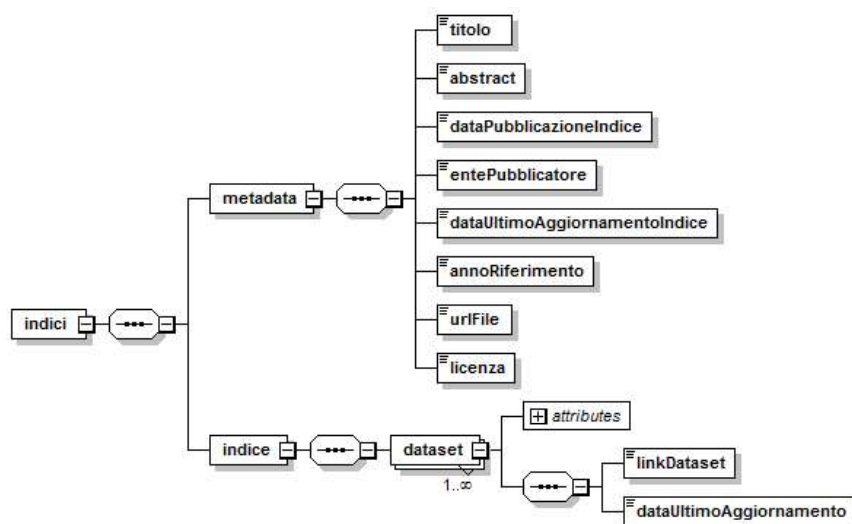 titolo
abstract
dataPubblicazioneIndice
entePubblicatore
metadata
dataUltimoAggiornamentoIndice
annoRiferimento
indici
urlFile
licenza
attributes
indice
dataset
1..∞
linkDataset
dataUltimoAggiornamento